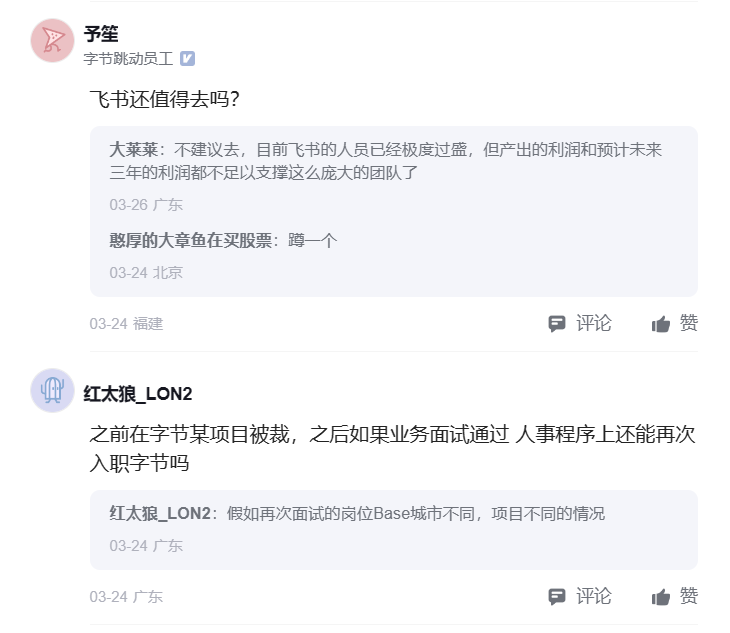 予笙
字节跳动员工
飞书还值得去吗？
大莱莱：不建议去，目前飞书的人员已经极度过盛，但产出的利润和预计未来
三年的利润都不足以支撑这么庞大的团队了
03-26 广东
憨厚的大章鱼在买股票：蹲一个
03-24 北京
03-24 福建
评论
赞
红太狼_LON2
之前在字节某项目被裁，之后如果业务面试通过 人事程序上还能再次
入职字节吗
红太狼_LON2：假如再次面试的岗位Base城市不同，项目不同的情况
03-24 广东
03-24 广东
评论
赞